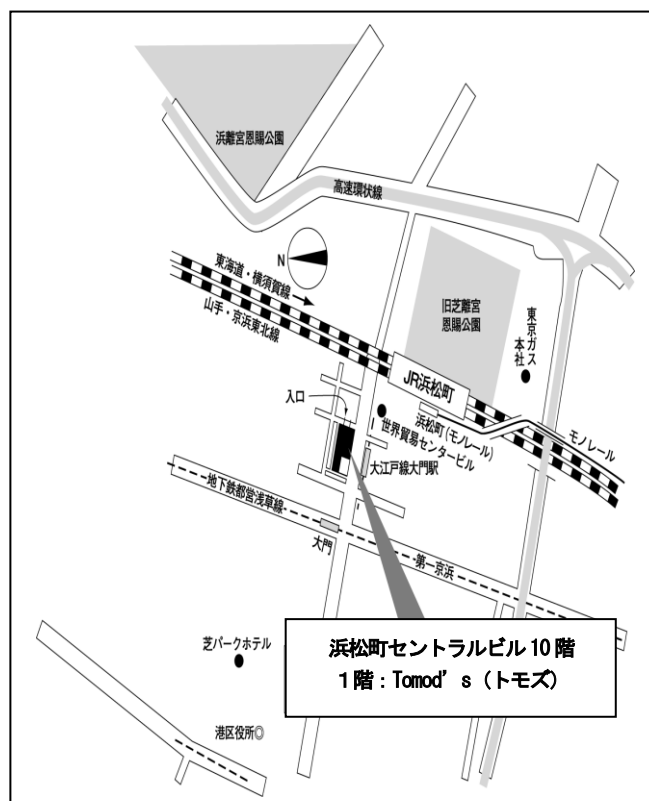 浜離宮恩賜公園
高速環状線
N
東海道・横須賀線
山手・京浜東北線
旧芝離宮
恩賜公園
東京ガス
本社
JR浜松町
入口
浜松町(モノレール)
世界貿易センタービル
モノレール
大江戸線大門駅
地下鉄都営浅草線
大門
第一京浜
芝パークホテル
港区役所◎
浜松町セントラルビル 10 階
1階：Tomod’s（トモズ）